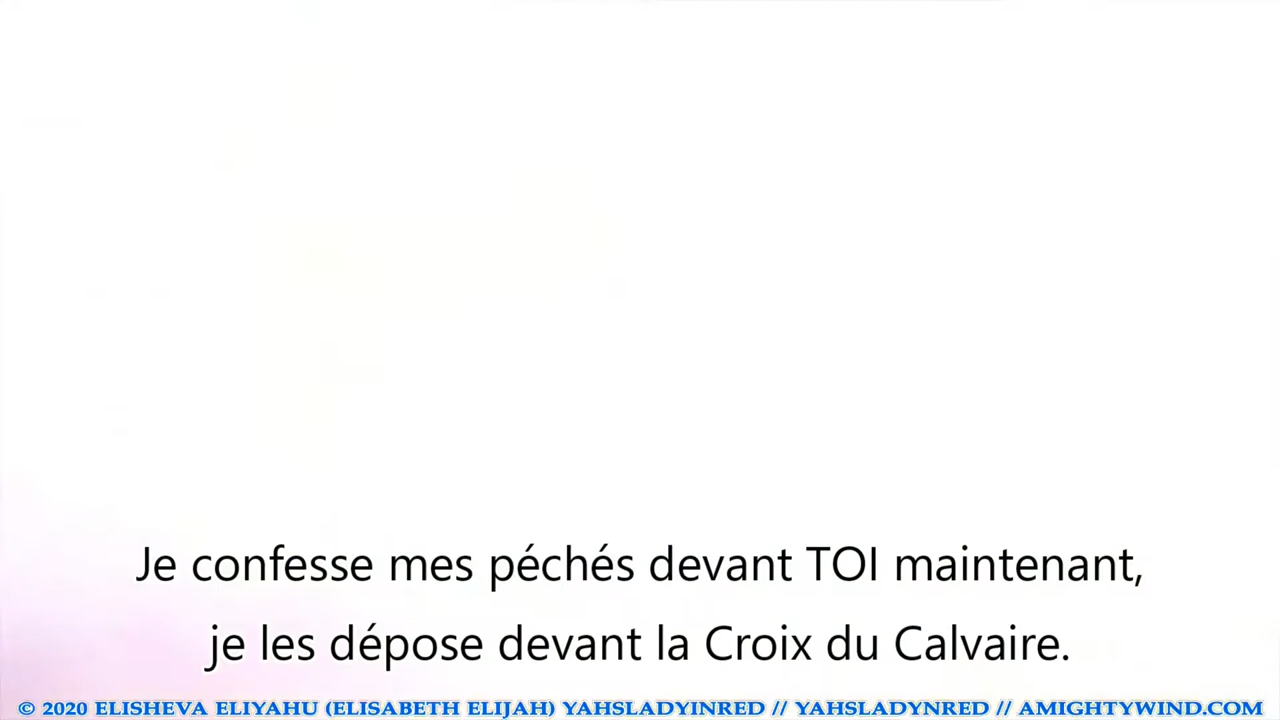 Je confesse mes péchés devant TOI maintenant,
je les dépose devant la Croix du Calvaire.
© 2020 ELISHEVA ELIYAHU (ELISABETH ELIJAH) YAHSLADYINRED // YAHSLADYNRED // AMIGHTYWIND.COM